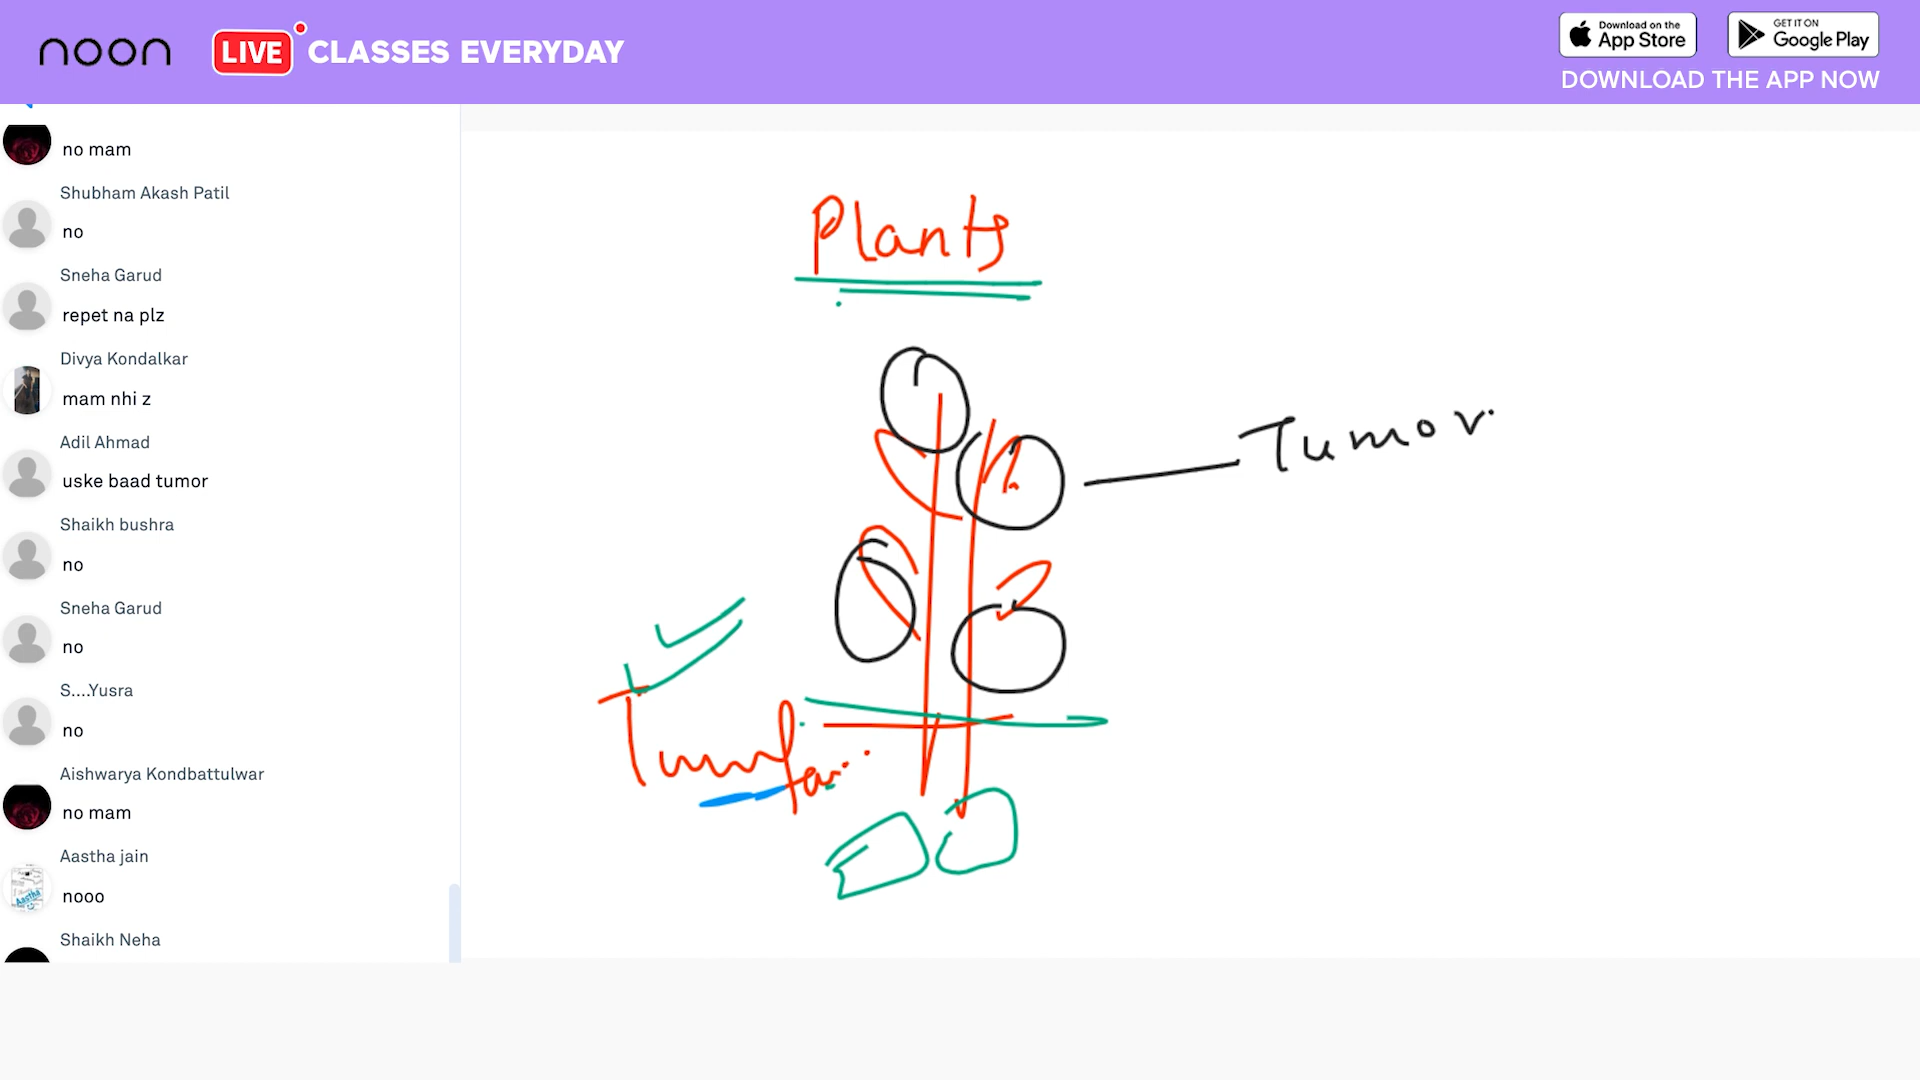 noon LIVE CLASSES EVERYDAY
Download on the App Store
GET IT ON Google Play
DOWNLOAD THE APP NOW
no mam
Shubham Akash Patil
no
Sneha Garud
repet na plz
Divya Kondalkar
mam nhi z
Adil Ahmad
uske baad tumor
Shaikh bushra
no
Sneha Garud
no
S....Yusra
no
Aishwarya Kondbattulwar
no mam
Aastha jain
nooo
Shaikh Neha
Plants
Tumor